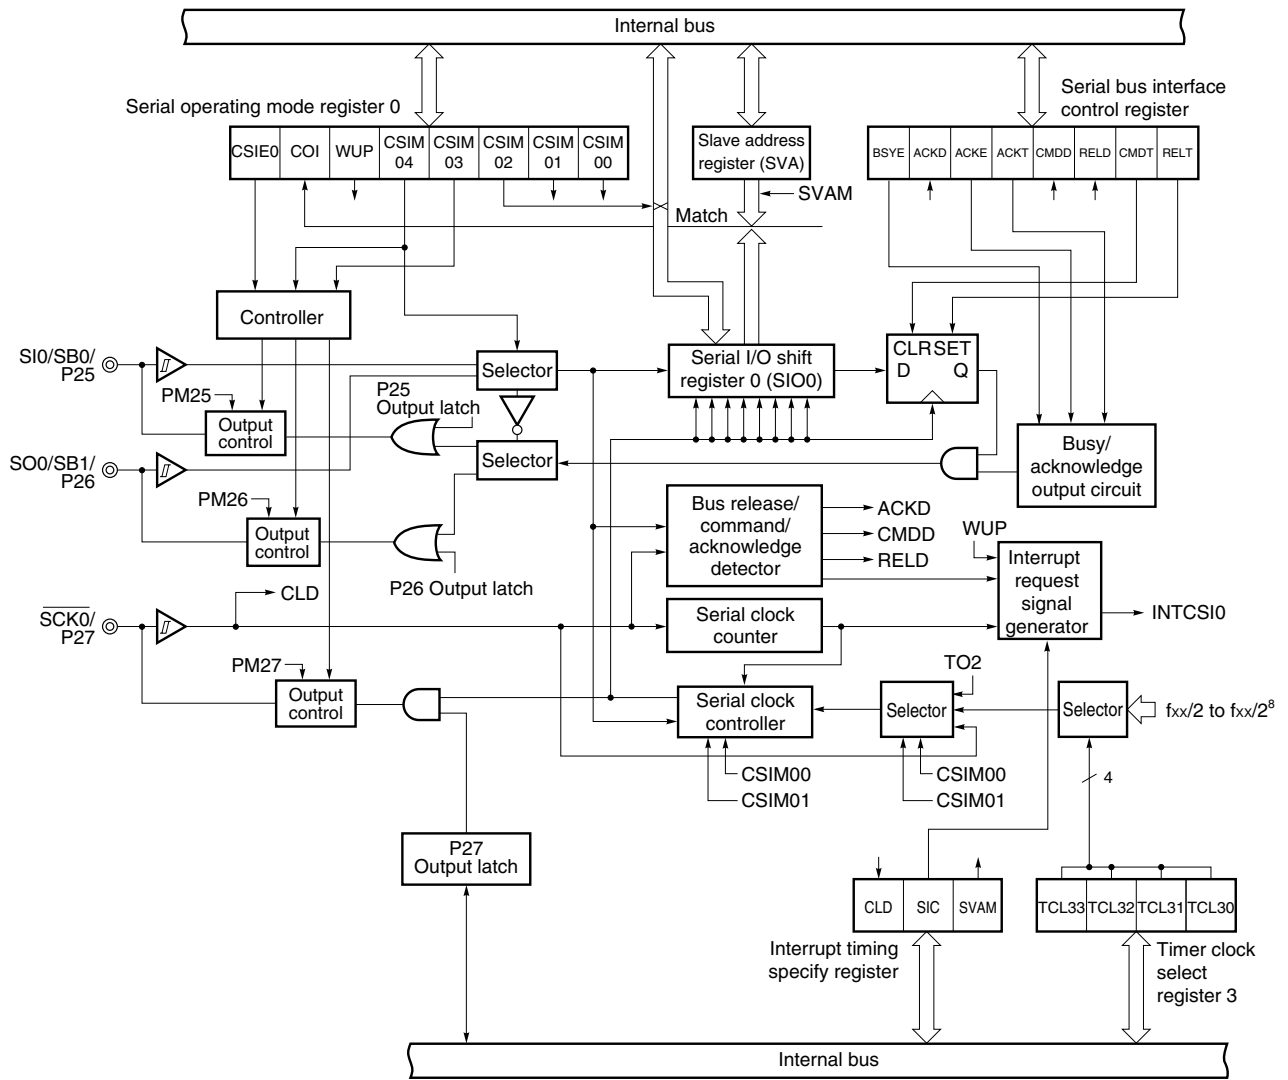 Internal bus
Serial operating mode register 0
Serial bus interface
control register
CSIE0 COI WUP CSIM 04 CSIM 03 CSIM 02 CSIM 01 CSIM 00
Slave address
register (SVA)
BSYE ACKD ACKE ACKT CMDD RELD CMDT RELT
SVAM
Match
Controller
SI0/SB0/
P25
Selector
Serial I/O shift
register 0 (SIO0)
CLR SET
D Q
PM25
Output
control
P25
Output latch
Busy/
acknowledge
output circuit
SO0/SB1/
P26
Selector
PM26
Output
control
Bus release/
command/
acknowledge
detector
ACKD
CMDD
RELD
WUP
P26 Output latch
Interrupt
request
signal
generator
INTCSI0
CLD
SCK0/
P27
Serial clock
counter
PM27
Output
control
Serial clock
controller
TO2
Selector
Selector
fxx/2 to fxx/2⁸
CSIM00
CSIM01
CSIM00
CSIM01
4
P27
Output latch
CLD SIC SVAM
TCL33 TCL32 TCL31 TCL30
Interrupt timing
specify register
Timer clock
select
register 3
Internal bus